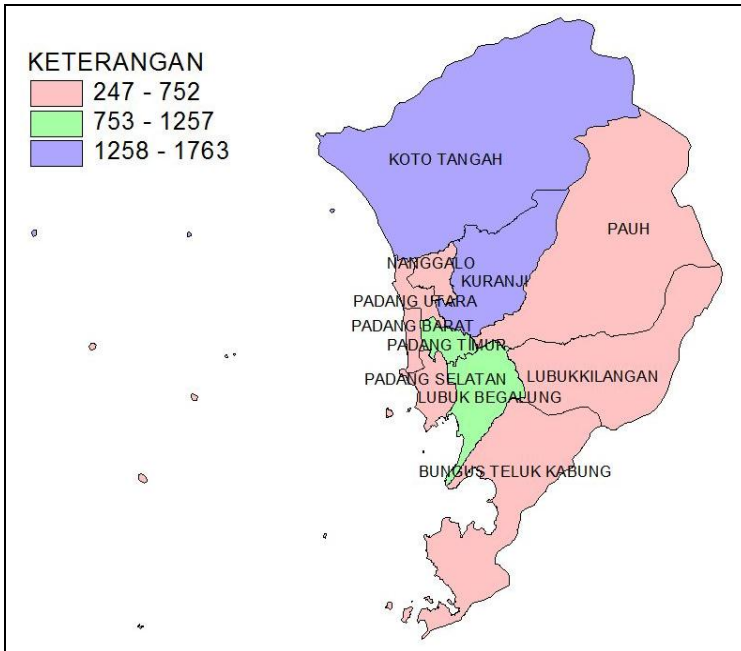 KETERANGAN
247 - 752
753 - 1257
1258 - 1763
KOTO TANGAH
PAUH
NANGGALO
KURANJI
PADANG UTARA
PADANG BARAT
PADANG TIMUR
PADANG SELATAN
LUBUKKILANGAN
LUBUK BEGALUNG
BUNGUS TELUK KABUNG